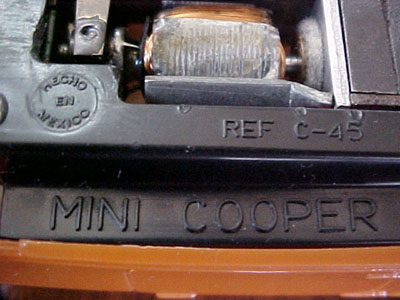 HECHO
EN
MEXICO
REF C-45
MINI COOPER